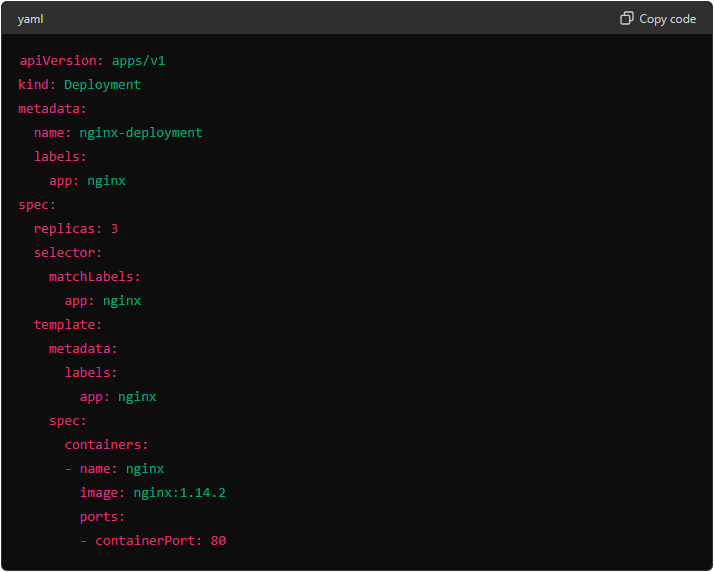 yaml
Copy code
apiVersion: apps/v1
kind: Deployment
metadata:
  name: nginx-deployment
  labels:
    app: nginx
spec:
  replicas: 3
  selector:
    matchLabels:
      app: nginx
  template:
    metadata:
      labels:
        app: nginx
    spec:
      containers:
      - name: nginx
        image: nginx:1.14.2
        ports:
        - containerPort: 80